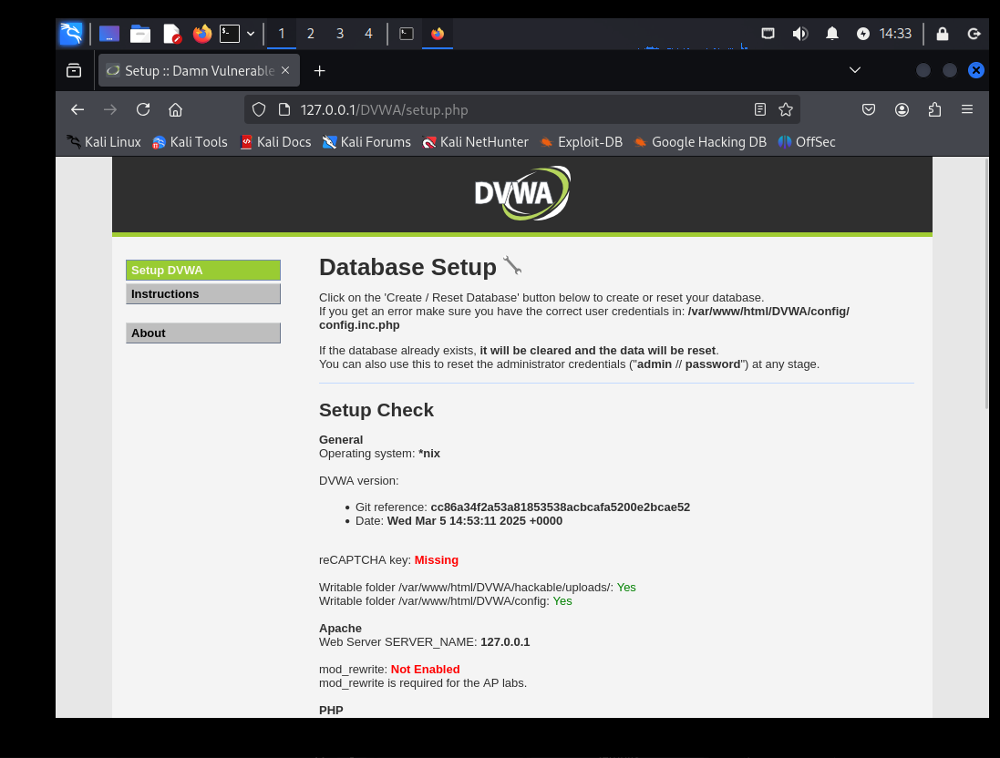 1 2 3 4 14:33
Setup :: Damn Vulnerable
127.0.0.1/DVWA/setup.php
Kali Linux Kali Tools Kali Docs Kali Forums Kali NetHunter Exploit-DB Google Hacking DB OffSec
DVWA
Setup DVWA
Instructions
About
Database Setup
Click on the 'Create / Reset Database' button below to create or reset your database.
If you get an error make sure you have the correct user credentials in: /var/www/html/DVWA/config/
config.inc.php
If the database already exists, it will be cleared and the data will be reset.
You can also use this to reset the administrator credentials ("admin // password") at any stage.
Setup Check
General
Operating system: *nix
DVWA version:
• Git reference: cc86a34f2a53a81853538acbcafa5200e2bcae52
• Date: Wed Mar 5 14:53:11 2025 +0000
reCAPTCHA key: Missing
Writable folder /var/www/html/DVWA/hackable/uploads/: Yes
Writable folder /var/www/html/DVWA/config: Yes
Apache
Web Server SERVER_NAME: 127.0.0.1
mod_rewrite: Not Enabled
mod_rewrite is required for the AP labs.
PHP